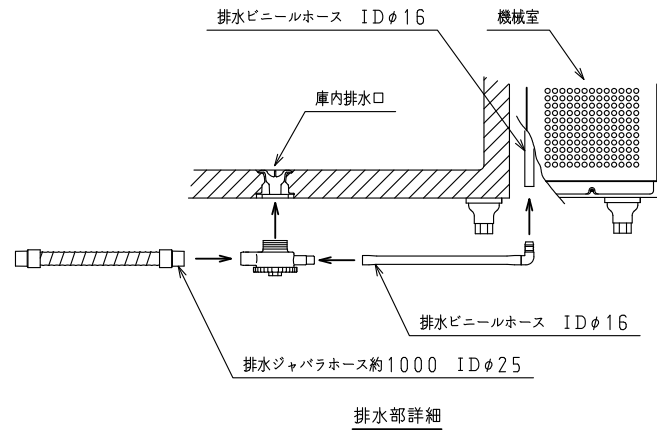 排水ビニールホース IDφ16
機械室
庫内排水口
排水ビニールホース IDφ16
排水ジャバラホース約1000 IDφ25
排水部詳細